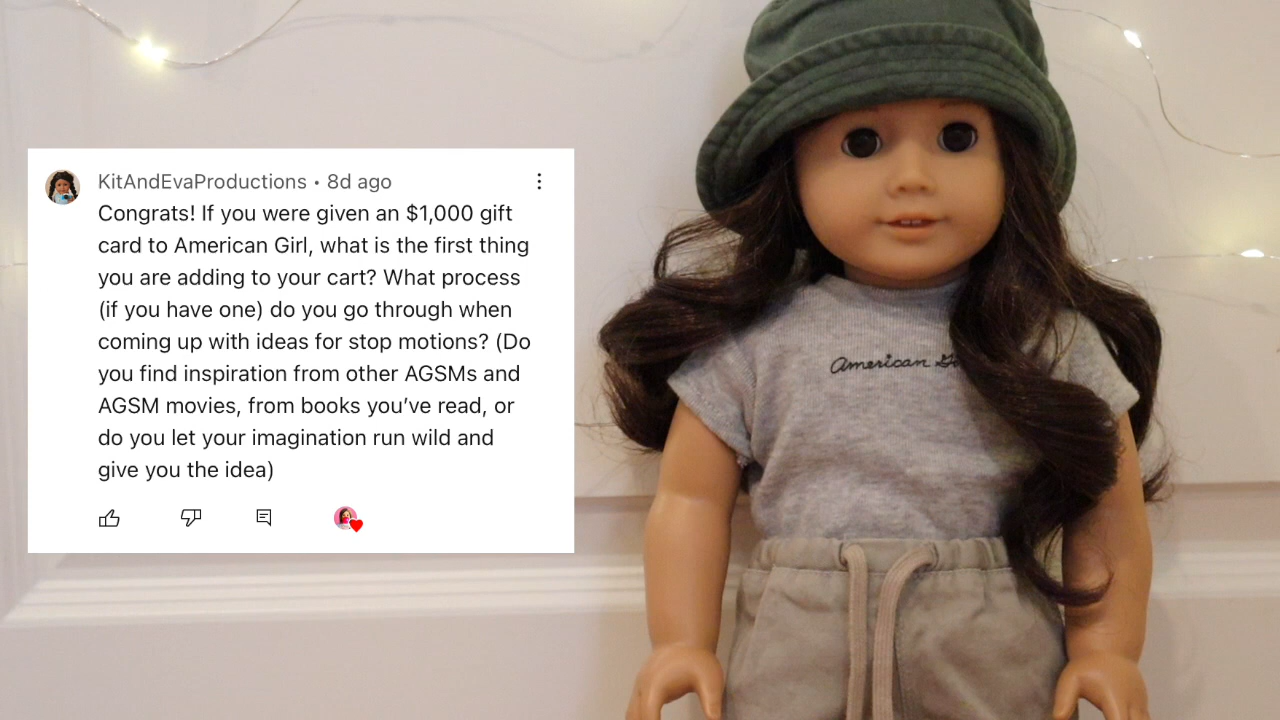 KitAndEvaProductions • 8d ago
Congrats! If you were given an $1,000 gift
card to American Girl, what is the first thing
you are adding to your cart? What process
(if you have one) do you go through when
coming up with ideas for stop motions? (Do
you find inspiration from other AGSMs and
AGSM movies, from books you’ve read, or
do you let your imagination run wild and
give you the idea)
American